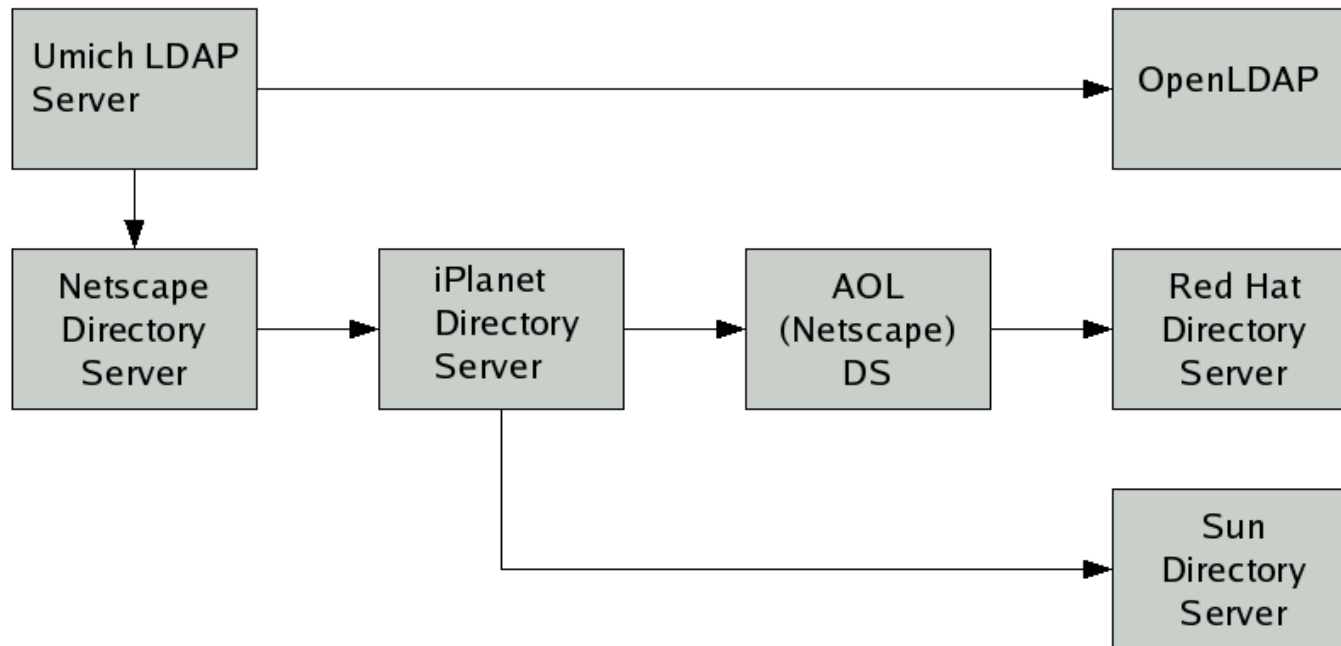 Umich LDAP
Server
OpenLDAP
Netscape
Directory
Server
iPlanet
Directory
Server
AOL
(Netscape)
DS
Red Hat
Directory
Server
Sun
Directory
Server